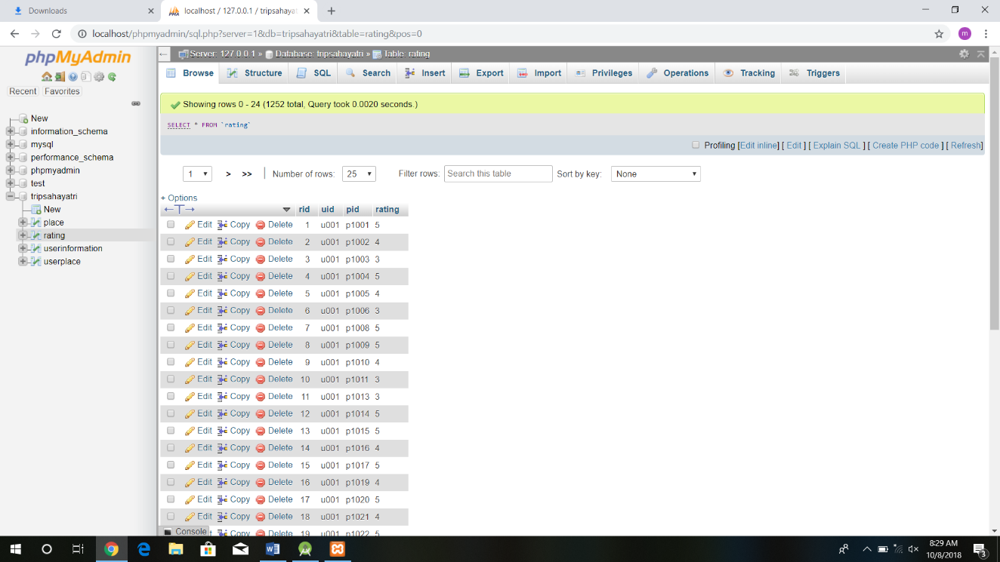 Downloads
localhost / 127.0.0.1 / tripsahayat
localhost/phpmyadmin/sql.php?server=1&db=tripsahayatri&table=rating&pos=0
m
phpMyAdmin
Recent Favorites
New
information_schema
mysql
performance_schema
phpmyadmin
test
tripsahayatri
New
place
rating
userinformation
userplace
Server: 127.0.0.1 » Database: tripsahayatri » Table: rating
Browse Structure SQL Search Insert Export Import Privileges Operations Tracking Triggers
Showing rows 0 - 24 (1252 total, Query took 0.0020 seconds.)
SELECT * FROM `rating`
Profiling [Edit inline] [ Edit ] [ Explain SQL ] [ Create PHP code ] [ Refresh]
1 > >> | Number of rows: 25 Filter rows: Search this table Sort by key: None
+ Options
←T→ rid uid pid rating
Edit Copy Delete 1 u001 p1001 5
Edit Copy Delete 2 u001 p1002 4
Edit Copy Delete 3 u001 p1003 3
Edit Copy Delete 4 u001 p1004 5
Edit Copy Delete 5 u001 p1005 4
Edit Copy Delete 6 u001 p1006 3
Edit Copy Delete 7 u001 p1008 5
Edit Copy Delete 8 u001 p1009 5
Edit Copy Delete 9 u001 p1010 4
Edit Copy Delete 10 u001 p1011 3
Edit Copy Delete 11 u001 p1013 3
Edit Copy Delete 12 u001 p1014 5
Edit Copy Delete 13 u001 p1015 5
Edit Copy Delete 14 u001 p1016 4
Edit Copy Delete 15 u001 p1017 5
Edit Copy Delete 16 u001 p1019 4
Edit Copy Delete 17 u001 p1020 5
Edit Copy Delete 18 u001 p1021 4
Console Copy Delete 19 u001 p1022 5
8:29 AM
10/8/2018
3